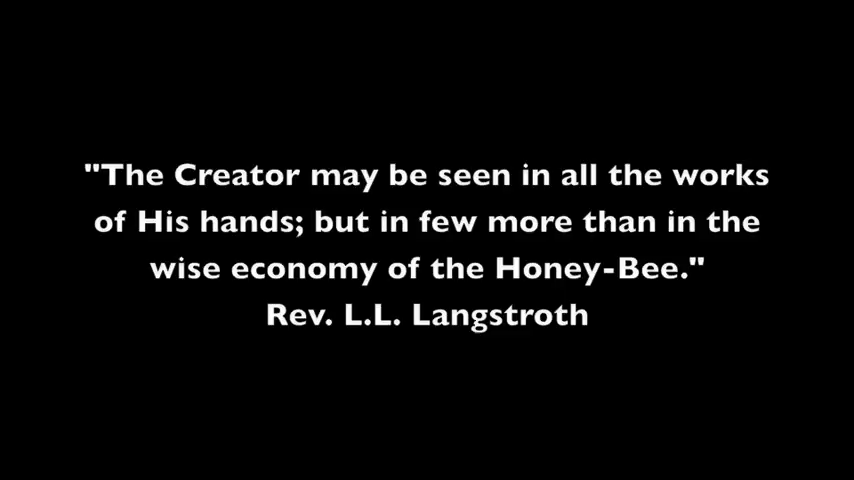 "The Creator may be seen in all the works
of His hands; but in few more than in the
wise economy of the Honey-Bee."
Rev. L.L. Langstroth